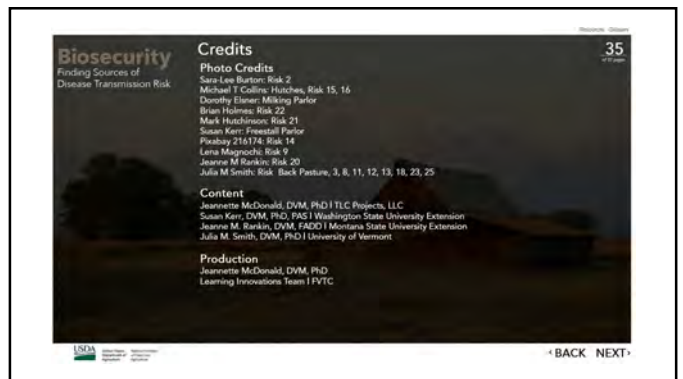 Resources Glossary
Biosecurity
Finding Sources of
Disease Transmission Risk
35
Credits
Photo Credits
Sara-Lee Burton: Risk 2
Michael T Collins: Hutches, Risk 15, 16
Dorothy Elsner: Milking Parlor
Brian Holmes: Risk 22
Mark Hutchinson: Risk 21
Susan Kerr: Freestall Parlor
Pixabay 216174: Risk 14
Lena Magnochi: Risk 9
Jeanne M Rankin: Risk 20
Julia M Smith: Risk Back Pasture, 3, 8, 11, 12, 13, 18, 23, 25
Content
Jeannette McDonald, DVM, PhD I TLC Projects, LLC
Susan Kerr, DVM, PhD, PAS I Washington State University Extension
Jeanne M. Rankin, DVM, FADD I Montana State University Extension
Julia M. Smith, DVM, PhD I University of Vermont
Production
Jeannette McDonald, DVM, PhD
Learning Innovations Team I FVTC
USDA
‹BACK NEXT›